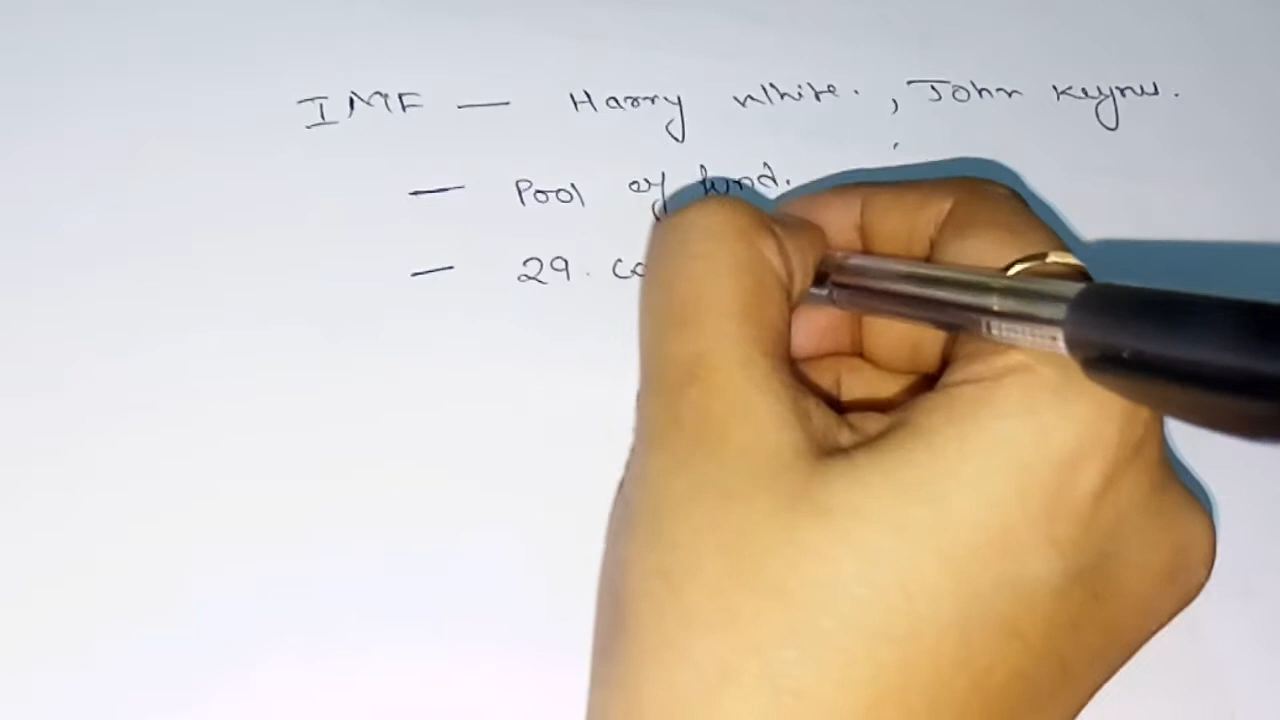 IMF — Harry White. , John Keynes.
— Pool of fund.
— 29. co